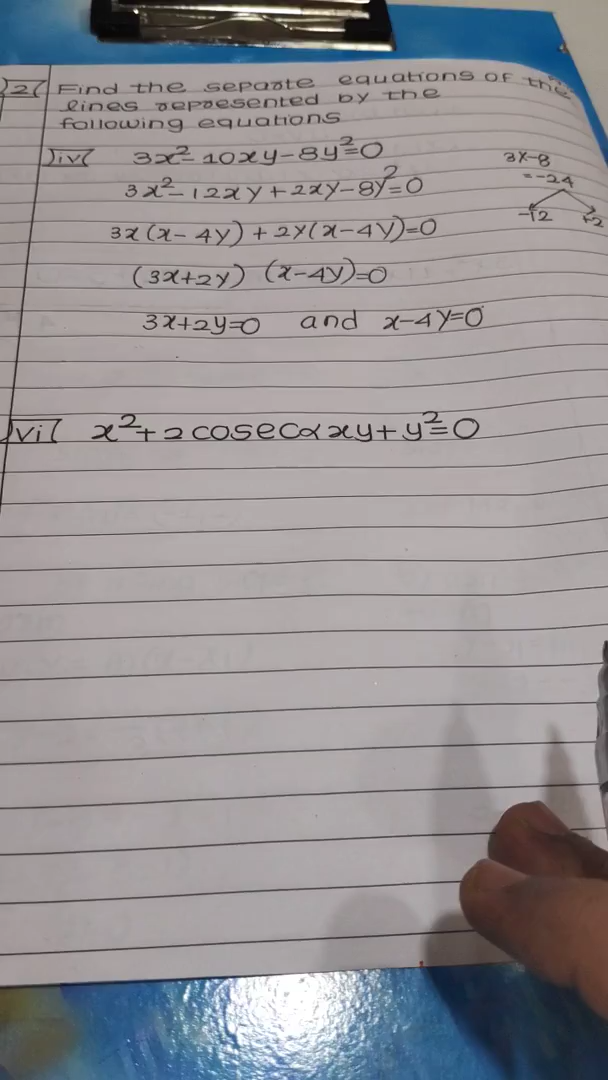 2] Find the separate equations of the
lines represented by the
following equations
iv] 3x²-10xy-8y²=0
3x²-12xy+2xy-8y²=0
3x-8
=-24
-12 +2
3x(x-4y)+2y(x-4y)=0
(3x+2y) (x-4y)=0
3x+2y=0 and x-4y=0
vi] x²+2cosecα xy+y²=0